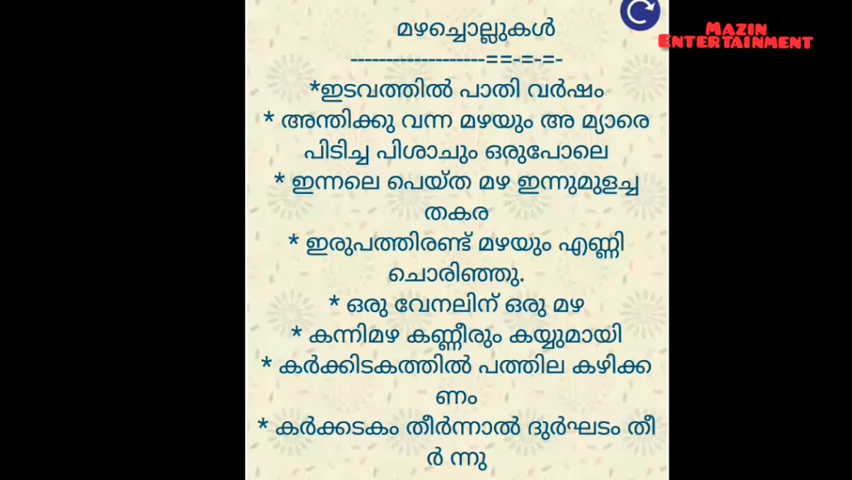 മഴച്ചൊല്ലുകൾ
-------------------==-=-=-
*ഇടവത്തിൽ പാതി വർഷം
* അന്തിക്കു വന്ന മഴയും അ മ്യാരെ
പിടിച്ച പിശാചും ഒരുപോലെ
* ഇന്നലെ പെയ്ത മഴ ഇന്നുമുളച്ച
തകര
* ഇരുപത്തിരണ്ട് മഴയും എണ്ണി
ചൊരിഞ്ഞു.
* ഒരു വേനലിന് ഒരു മഴ
* കന്നിമഴ കണ്ണീരും കയ്യുമായി
* കർക്കിടകത്തിൽ പത്തില കഴിക്ക
ണം
* കർക്കടകം തീർന്നാൽ ദുർഘടം തീ
ർ ന്നു
MAZIN
ENTERTAINMENT